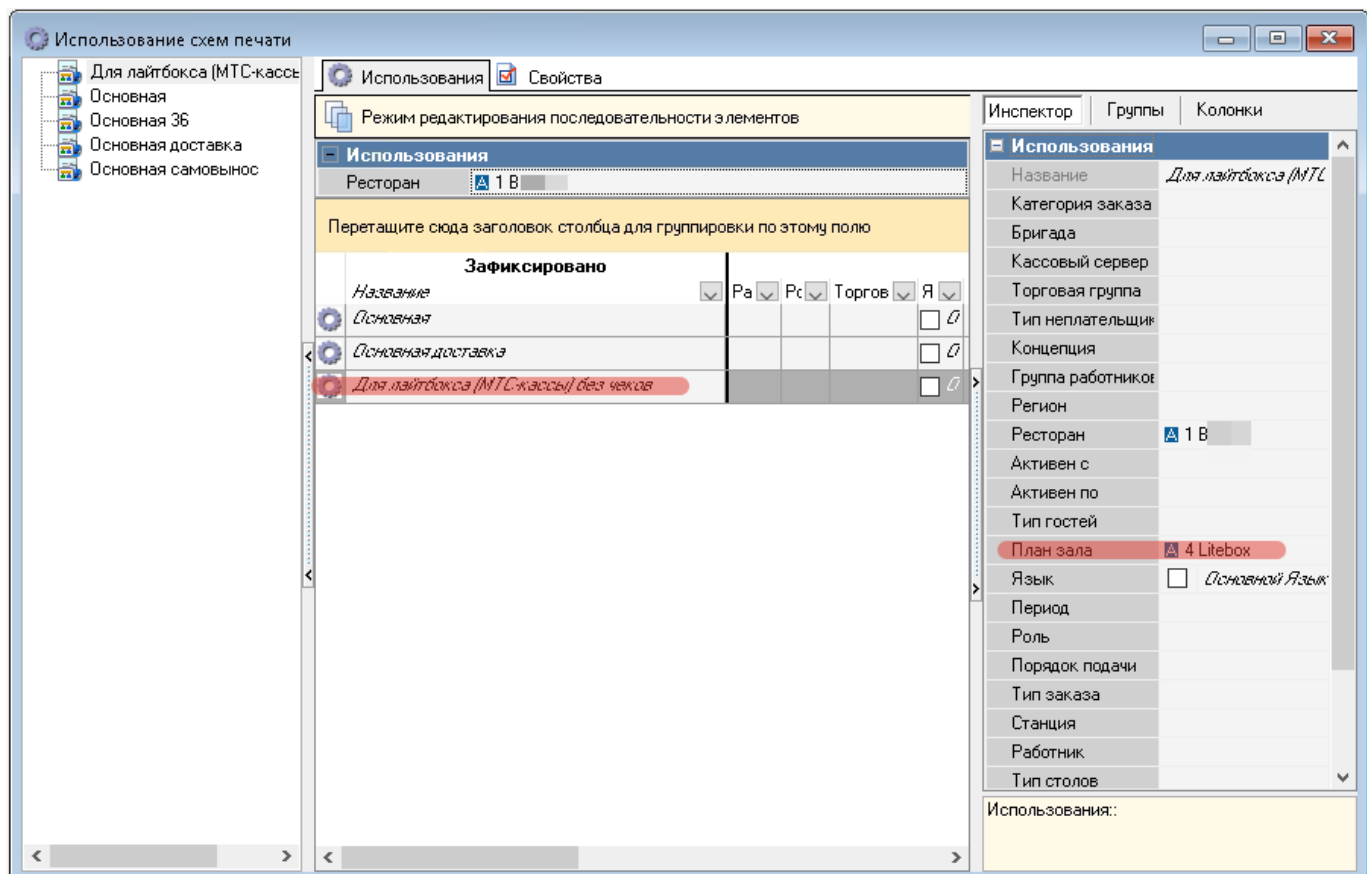 Использование схем печати
Для лайтбокса (МТС-кассы
Основная
Основная 36
Основная доставка
Основная самовынос
Использования
Свойства
Режим редактирования последовательности элементов
Использования
Ресторан 1 В
Перетащите сюда заголовок столбца для группировки по этому полю
Зафиксировано
Название Ра Рс Торгов Я
Основная О
Основная доставка О
Для лайтбокса (МТС-кассы) без чеков О
Инспектор Группы Колонки
Использования
Название Для лайтбокса (МТС
Категория заказа
Бригада
Кассовый сервер
Торговая группа
Тип неплательщик
Концепция
Группа работников
Регион
Ресторан А 1 В
Активен с
Активен по
Тип гостей
План зала А 4 Litebox
Язык Основной Язык
Период
Роль
Порядок подачи
Тип заказа
Станция
Работник
Тип столов
Использования::